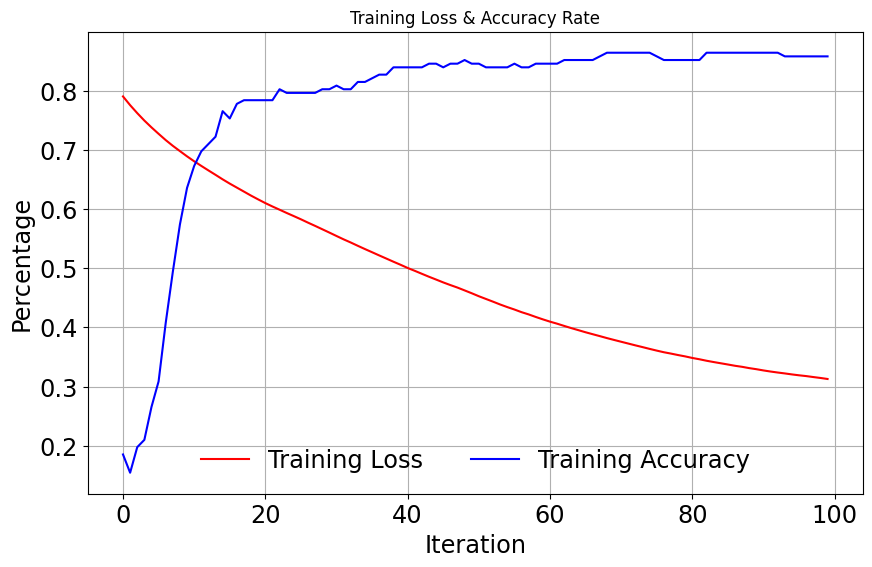 Training Loss & Accuracy Rate
Percentage
0.8
0.7
0.6
0.5
0.4
0.3
0.2
Training Loss Training Accuracy
0 20 40 60 80 100
Iteration